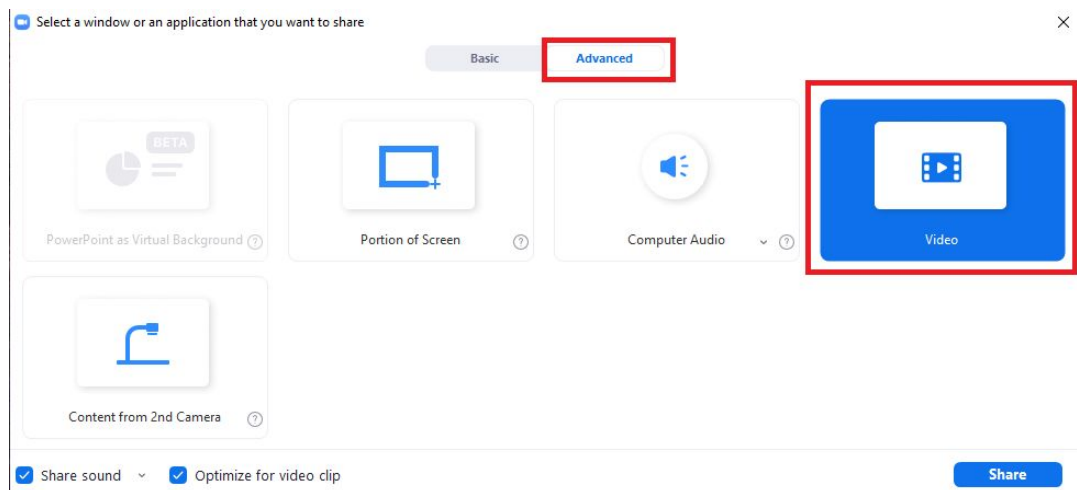 Select a window or an application that you want to share
Basic
Advanced
BETA
PowerPoint as Virtual Background
Portion of Screen
Computer Audio
Video
Content from 2nd Camera
Share sound
Optimize for video clip
Share